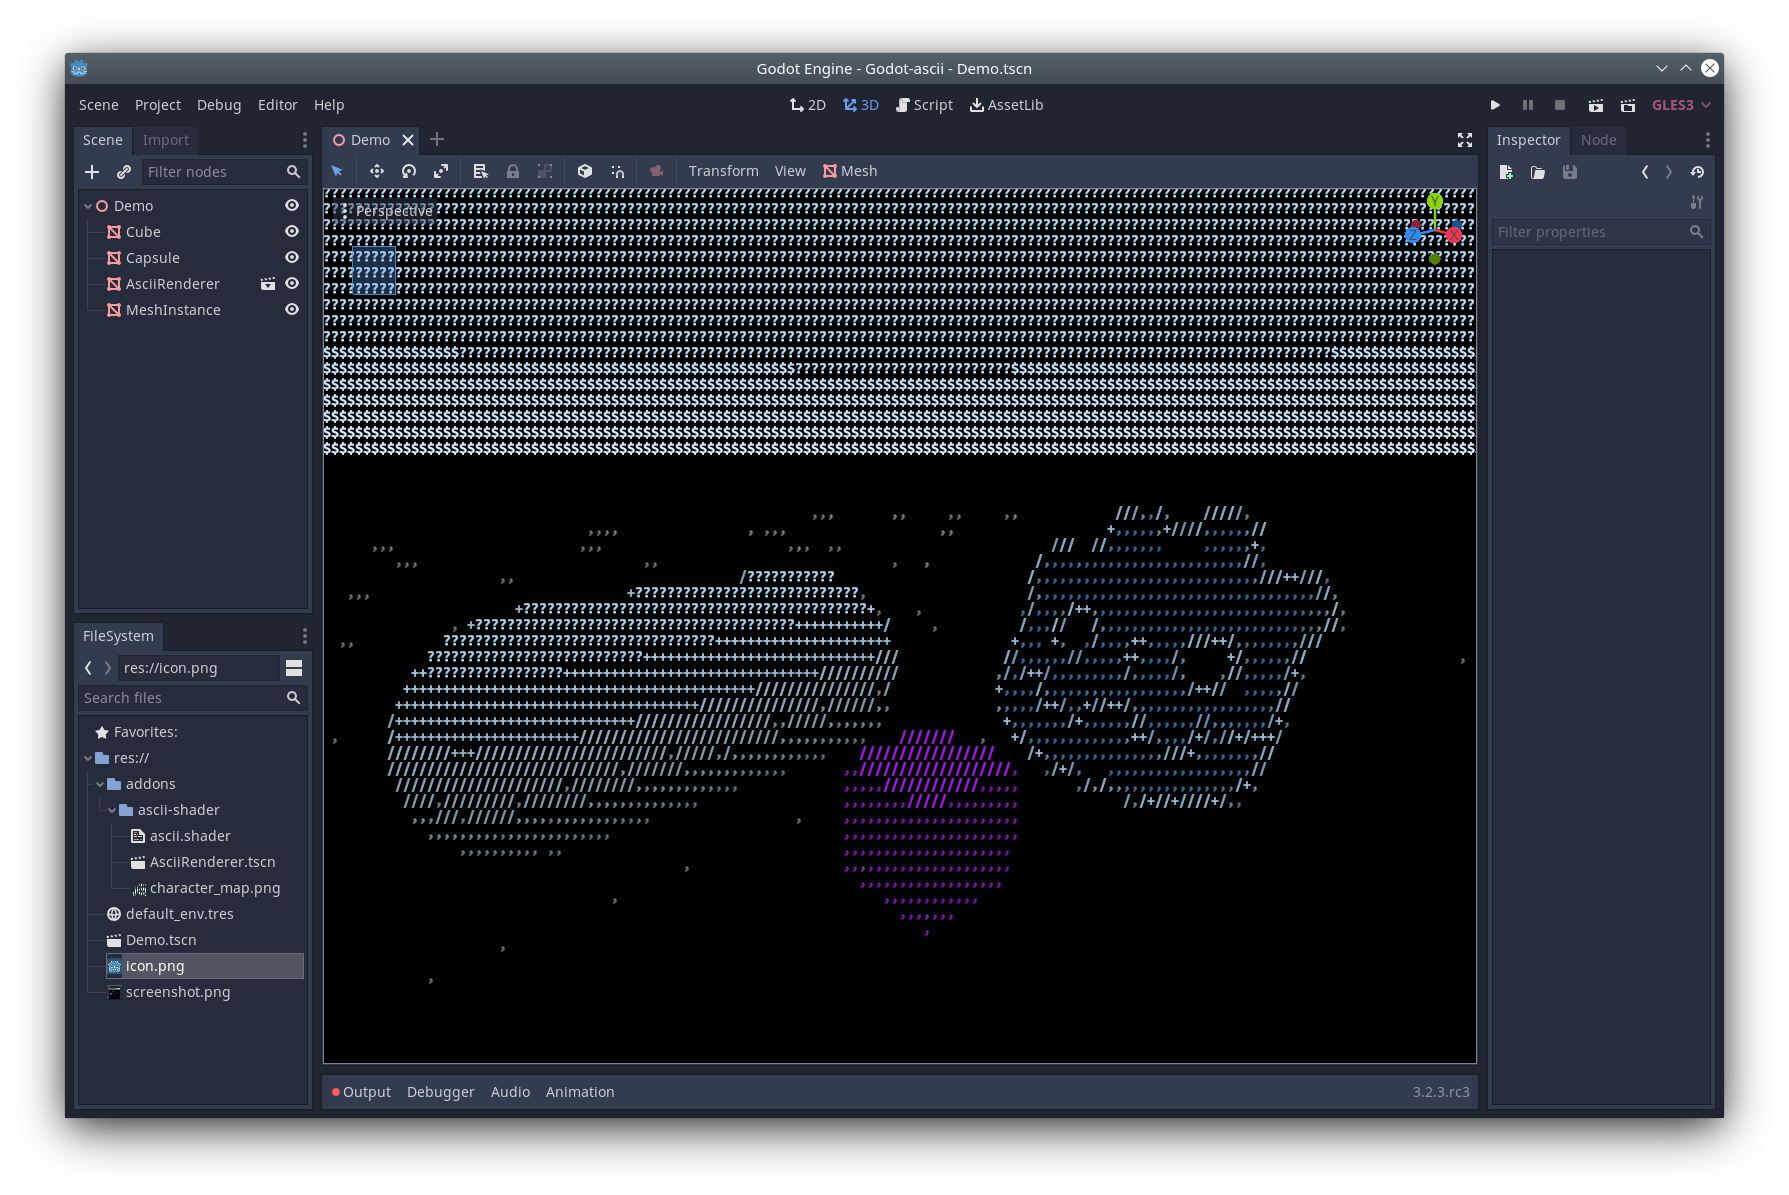 Godot Engine - Godot-ascii - Demo.tscn
Scene Project Debug Editor Help
2D 3D Script AssetLib
GLES3
Scene Import
Filter nodes
Demo
Cube
Capsule
AsciiRenderer
MeshInstance
FileSystem
res://icon.png
Search files
Favorites:
res://
addons
ascii-shader
ascii.shader
AsciiRenderer.tscn
character_map.png
default_env.tres
Demo.tscn
icon.png
screenshot.png
Demo
Transform View Mesh
Perspective
Y
X
Z
Output Debugger Audio Animation
3.2.3.rc3
Inspector Node
Filter properties